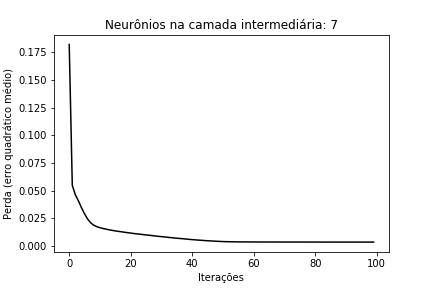 Neurônios na camada intermediária: 7
Perda (erro quadrático médio)
0.175
0.150
0.125
0.100
0.075
0.050
0.025
0.000
0 20 40 60 80 100
Iterações